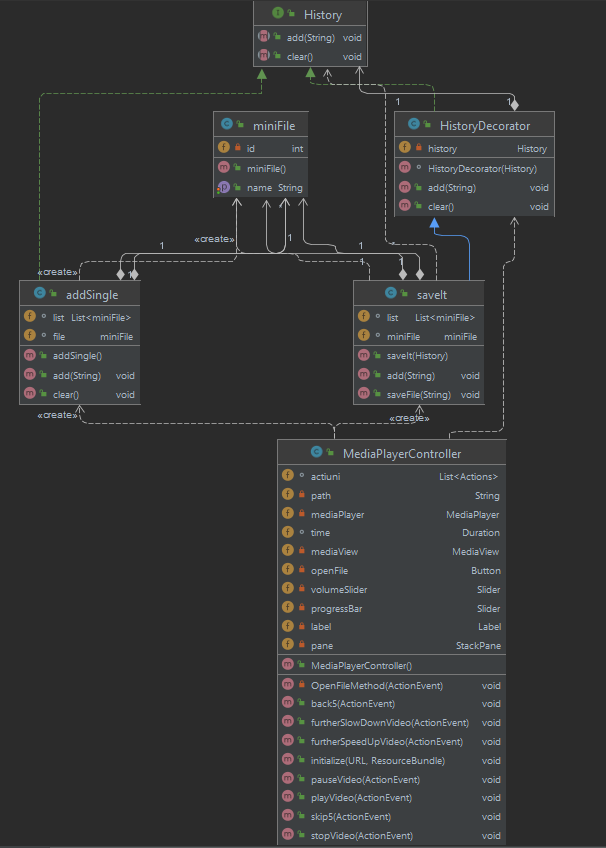 History
add(String) void
clear() void
1
1
miniFile
id int
miniFile()
name String
HistoryDecorator
history History
HistoryDecorator(History)
add(String) void
clear() void
«create»
1
1
1
1
«create»
1
1
1
addSingle
list List<miniFile>
file miniFile
addSingle()
add(String) void
clear() void
saveIt
list List<miniFile>
miniFile miniFile
saveIt(History)
add(String) void
saveFile(String) void
«create»
«create»
MediaPlayerController
actiuni List<Actions>
path String
mediaPlayer MediaPlayer
time Duration
mediaView MediaView
openFile Button
volumeSlider Slider
progressBar Slider
label Label
pane StackPane
MediaPlayerController()
OpenFileMethod(ActionEvent) void
back5(ActionEvent) void
furtherSlowDownVideo(ActionEvent) void
furtherSpeedUpVideo(ActionEvent) void
initialize(URL, ResourceBundle) void
pauseVideo(ActionEvent) void
playVideo(ActionEvent) void
skip5(ActionEvent) void
stopVideo(ActionEvent) void